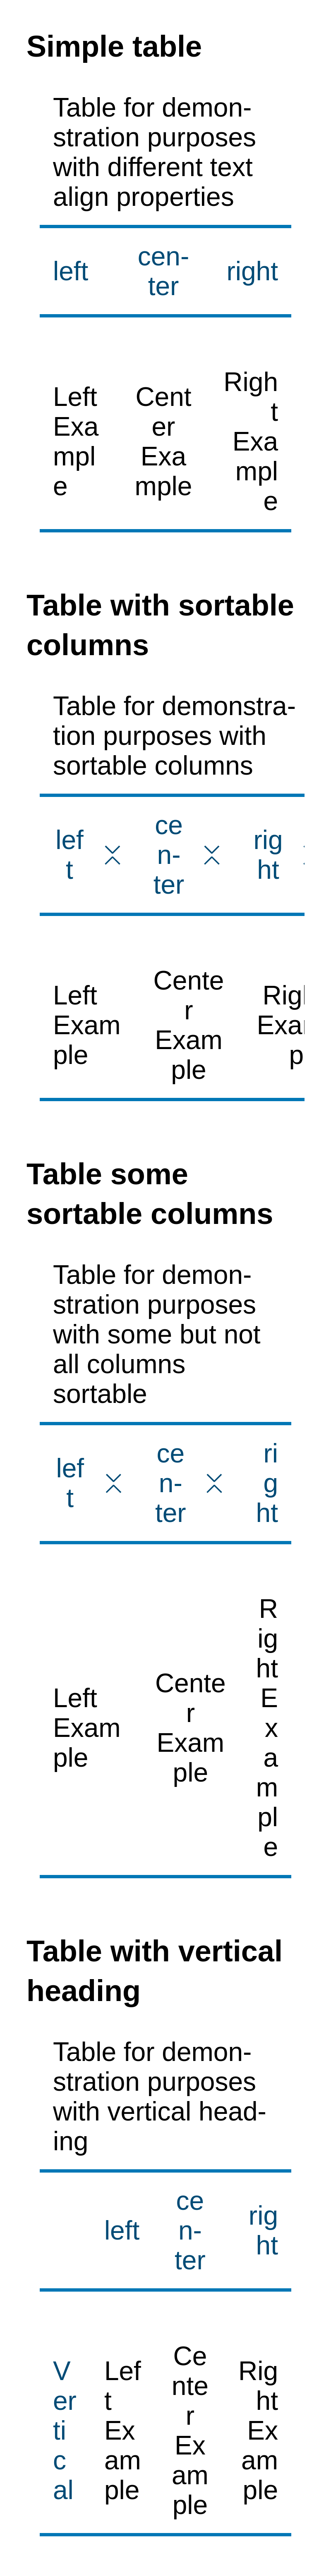 Simple table
Table for demon-
stration purposes
with different text
align properties
left cen- right
ter
Left Cent Righ
Exa er t
mpl Exa Exa
e mple mpl
e
Table with sortable
columns
Table for demonstra-
tion purposes with
sortable columns
lef ce rig
t n- ht
ter
Left Cente
Exam r
ple Exam
ple
Table some
sortable columns
Table for demon-
stration purposes
with some but not
all columns
sortable
lef ce ri
t n- g
ter ht
R
ig
ht
Left Cente E
Exam r x
ple Exam a
ple m
pl
e
Table with vertical
heading
Table for demon-
stration purposes
with vertical head-
ing
left ce rig
n- ht
ter
V Lef Ce Rig
er t nte ht
ti Ex r Ex
c am Ex am
al ple am ple
ple